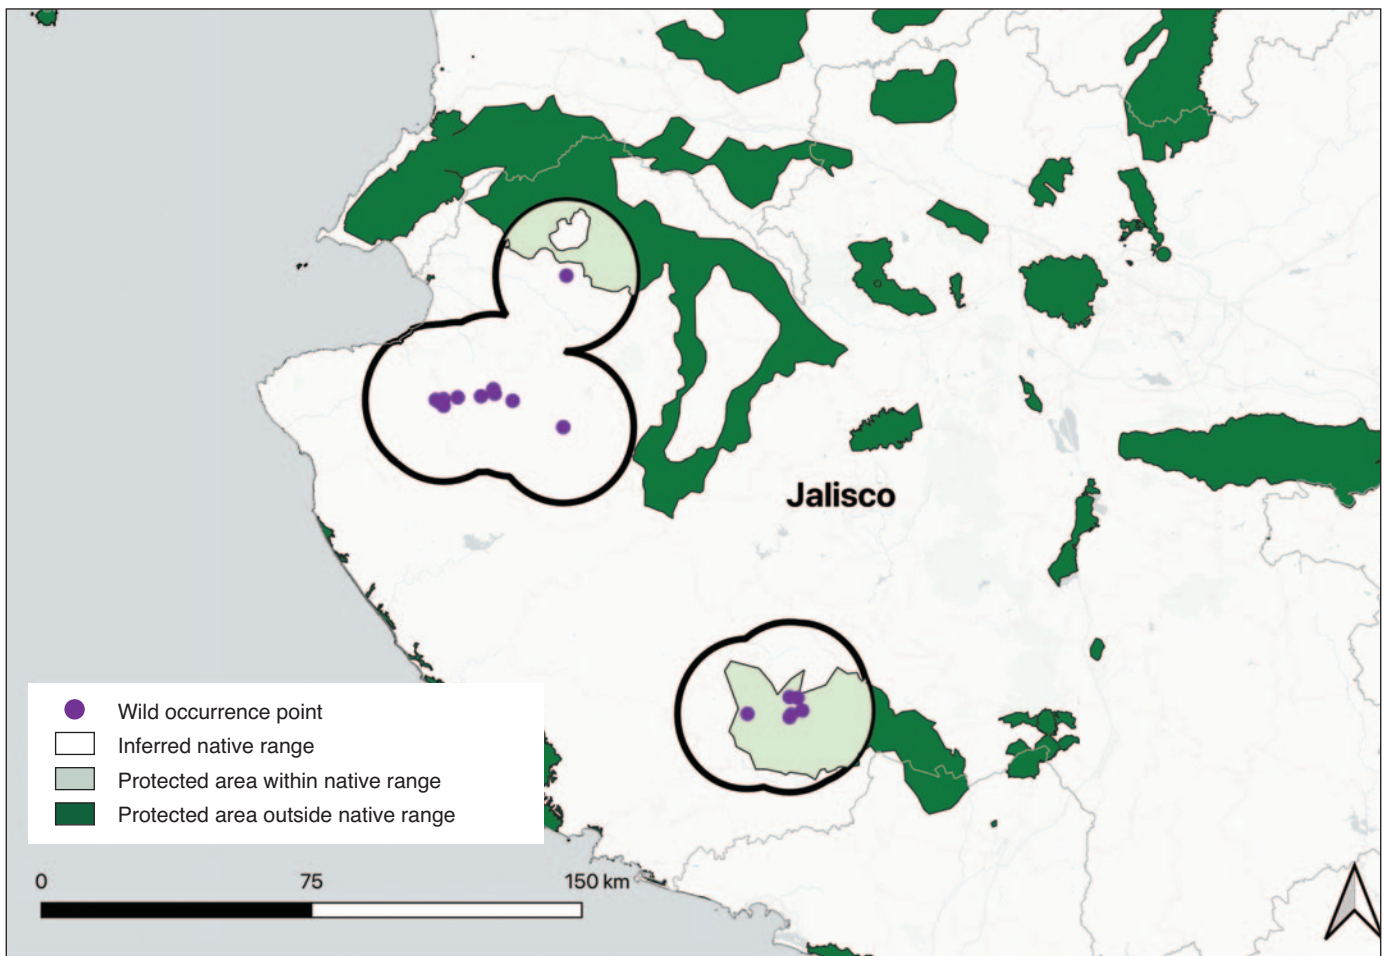 Jalisco
Wild occurrence point
Inferred native range
Protected area within native range
Protected area outside native range
0 75 150 km